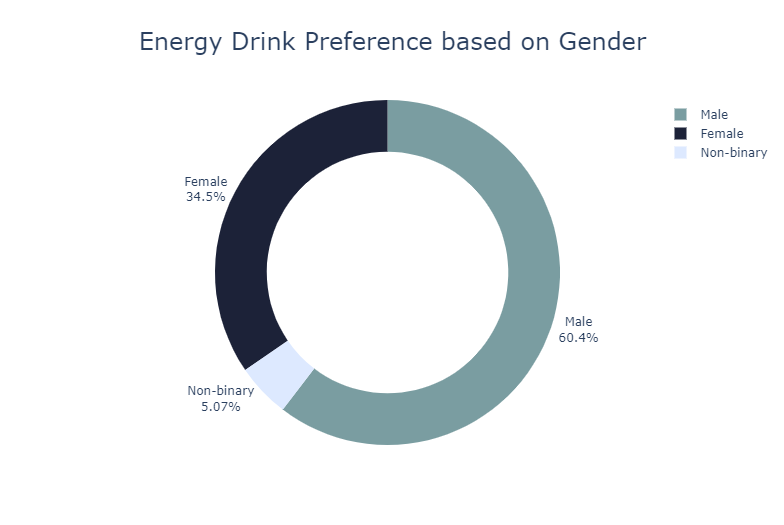 Energy Drink Preference based on Gender
Male
Female
Non-binary
Female
34.5%
Male
60.4%
Non-binary
5.07%